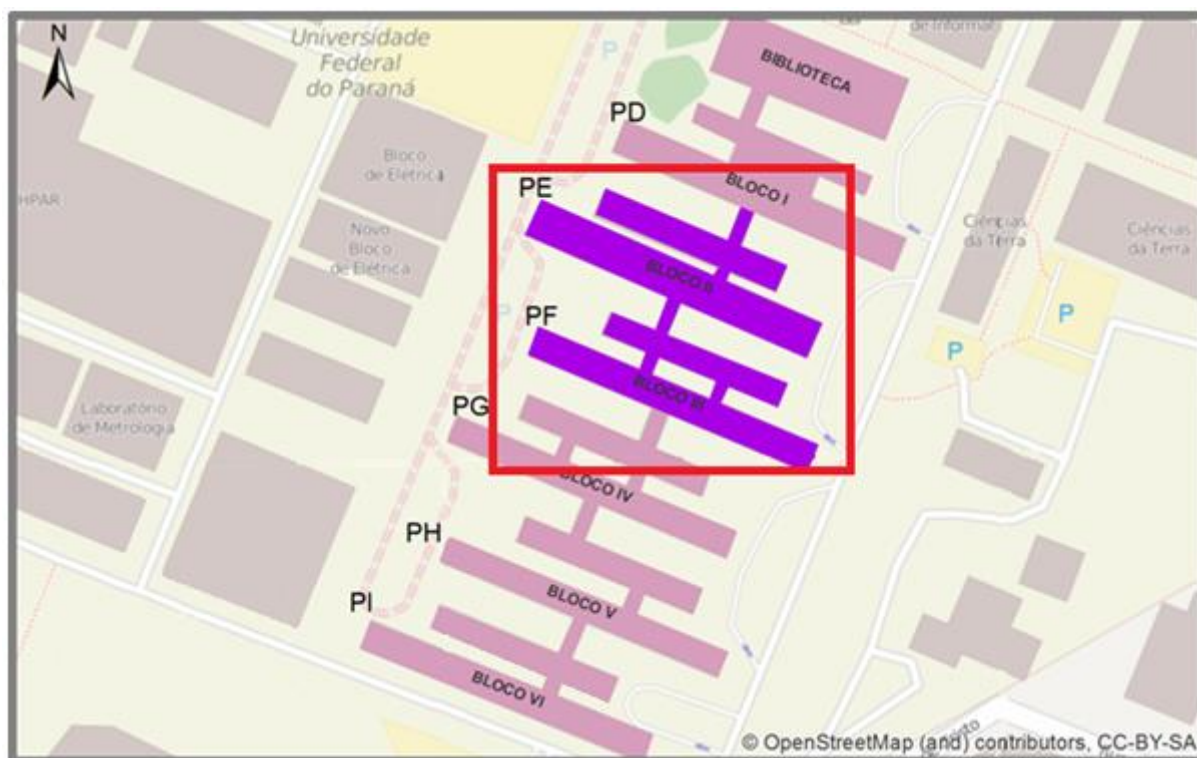 N
Universidade
Federal
do Paraná
P
de Informat
BIBLIOTECA
PD
Bloco
de Elétrica
HPAR
PE
BLOCO I
Ciências
da Terra
Ciências
da Terra
Novo
Bloco
de Elétrica
BLOCO II
PF
P
P
P
BLOCO III
Laboratório
de Metrologia
PG
BLOCO IV
PH
BLOCO V
PI
BLOCO VI
© OpenStreetMap (and) contributors, CC-BY-SA